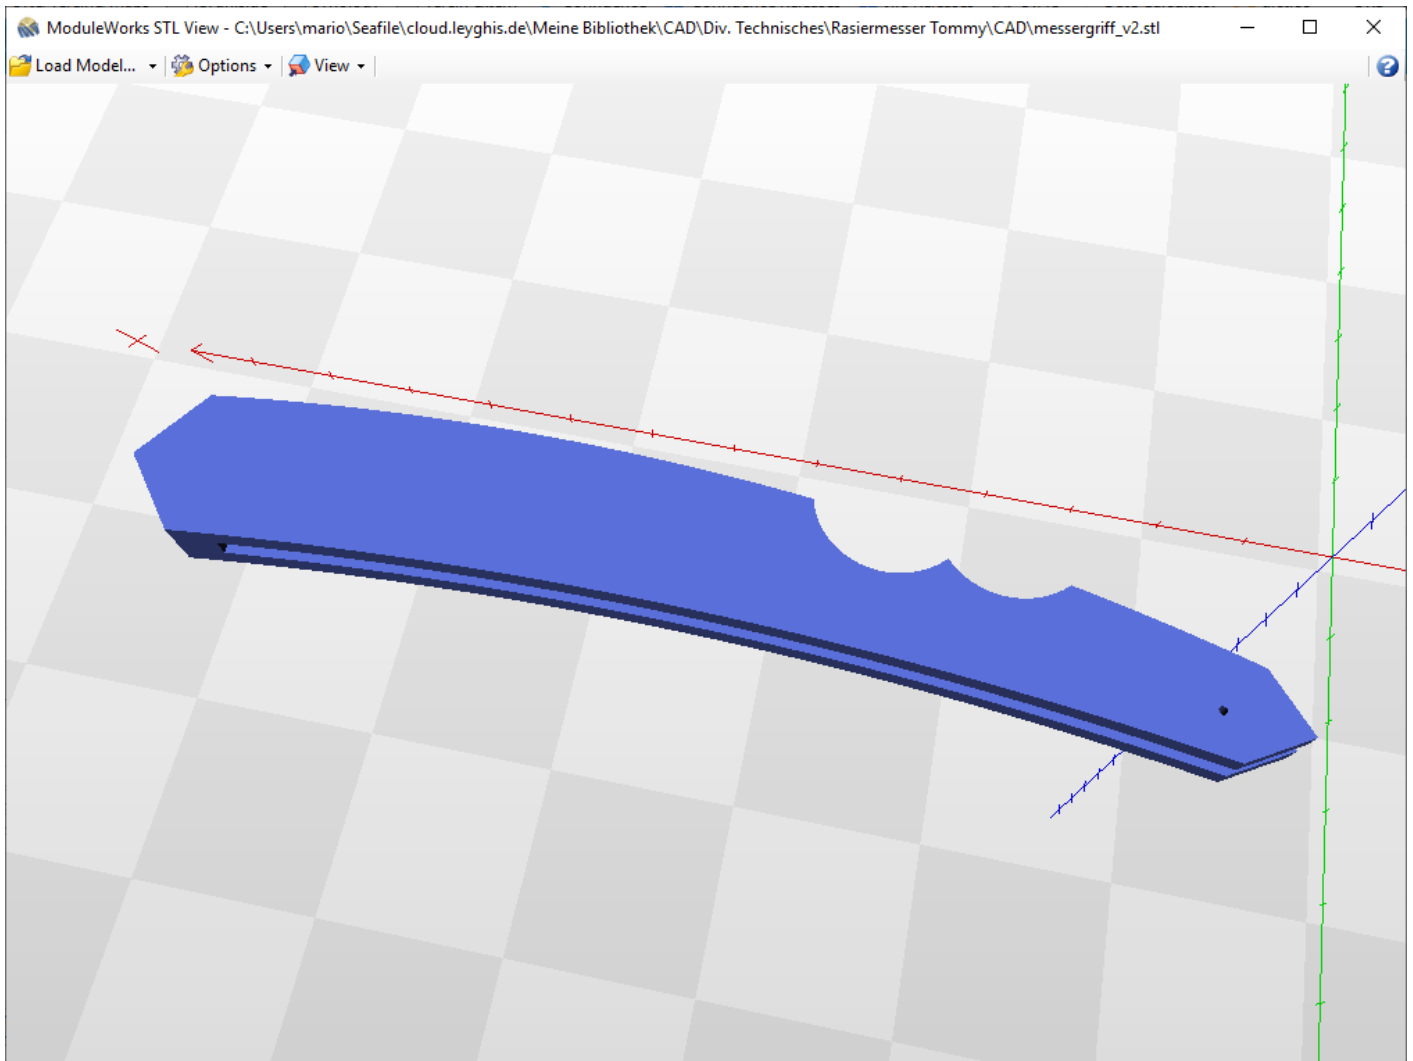 ModuleWorks STL View - C:\Users\mario\Seafile\cloud.leyghis.de\Meine Bibliothek\CAD\Div. Technisches\Rasiermesser Tommy\CAD\messergriff_v2.stl
Load Model... Options View
X